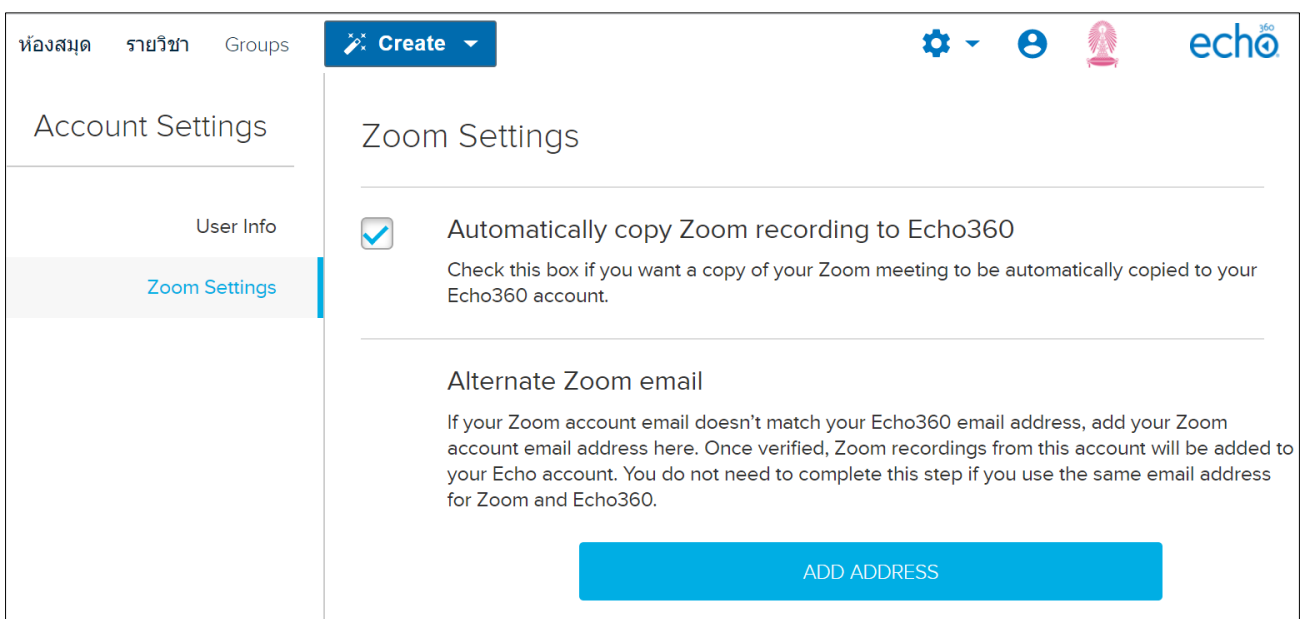 ห้องสมุด รายวิชา Groups Create echo360
Account Settings
User Info
Zoom Settings
Zoom Settings
Automatically copy Zoom recording to Echo360
Check this box if you want a copy of your Zoom meeting to be automatically copied to your
Echo360 account.
Alternate Zoom email
If your Zoom account email doesn't match your Echo360 email address, add your Zoom
account email address here. Once verified, Zoom recordings from this account will be added to
your Echo account. You do not need to complete this step if you use the same email address
for Zoom and Echo360.
ADD ADDRESS